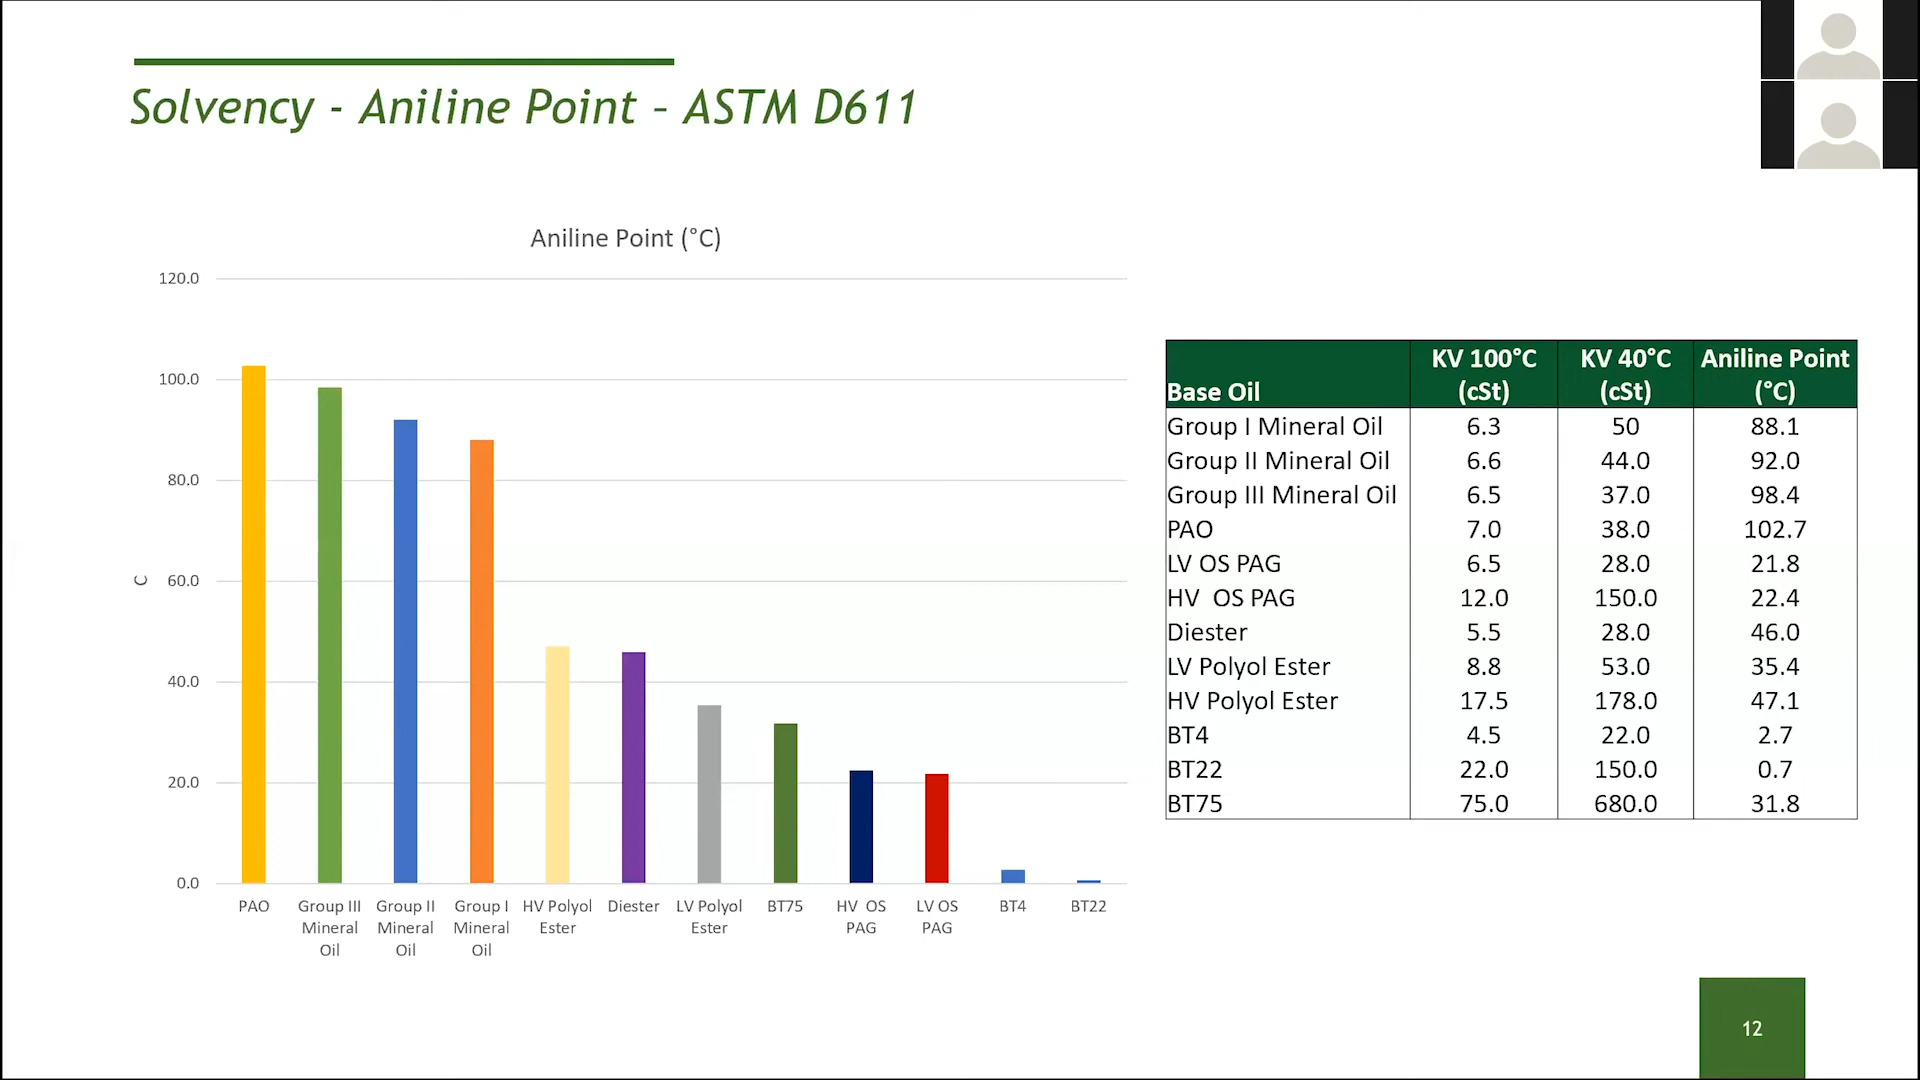 Solvency - Aniline Point – ASTM D611
Aniline Point (°C)
120.0
100.0
80.0
60.0
40.0
20.0
0.0
C
PAO
Group III Mineral Oil
Group II Mineral Oil
Group I Mineral Oil
HV Polyol Ester
Diester
LV Polyol Ester
BT75
HV OS PAG
LV OS PAG
BT4
BT22
Base Oil KV 100°C (cSt) KV 40°C (cSt) Aniline Point (°C)
Group I Mineral Oil 6.3 50 88.1
Group II Mineral Oil 6.6 44.0 92.0
Group III Mineral Oil 6.5 37.0 98.4
PAO 7.0 38.0 102.7
LV OS PAG 6.5 28.0 21.8
HV OS PAG 12.0 150.0 22.4
Diester 5.5 28.0 46.0
LV Polyol Ester 8.8 53.0 35.4
HV Polyol Ester 17.5 178.0 47.1
BT4 4.5 22.0 2.7
BT22 22.0 150.0 0.7
BT75 75.0 680.0 31.8
12